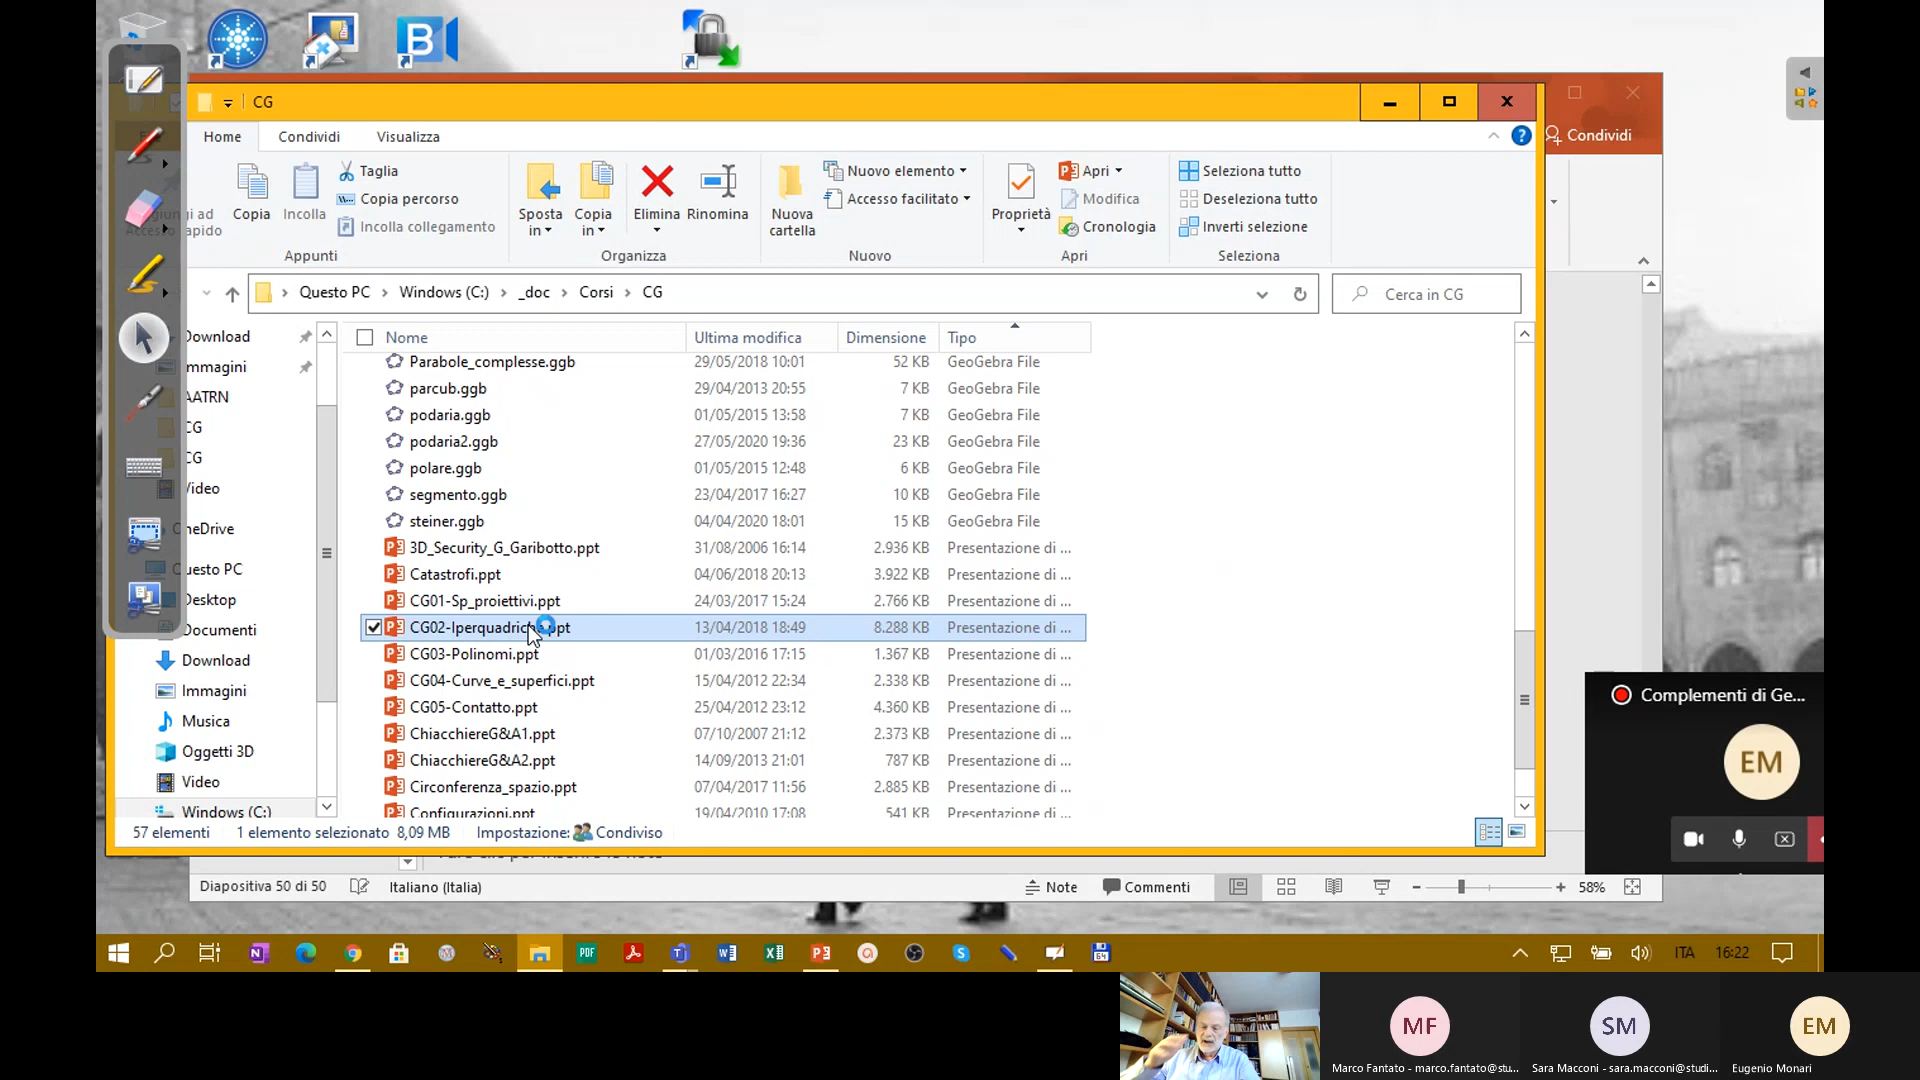 CG
Home
Condividi
Visualizza
Condividi
Copia
Incolla
Taglia
Copia percorso
Incolla collegamento
Sposta in
Copia in
Elimina
Rinomina
Nuova cartella
Nuovo elemento
Accesso facilitato
Proprietà
Apri
Modifica
Cronologia
Seleziona tutto
Deseleziona tutto
Inverti selezione
Appunti
Organizza
Nuovo
Apri
Seleziona
Questo PC > Windows (C:) > _doc > Corsi > CG
Cerca in CG
Download
mmagini
AATRN
CG
CG
Video
OneDrive
uesto PC
Desktop
Documenti
Download
Immagini
Musica
Oggetti 3D
Video
Windows (C:)
Nome Ultima modifica Dimensione Tipo
Parabole_complesse.ggb 29/05/2018 10:01 52 KB GeoGebra File
parcub.ggb 29/04/2013 20:55 7 KB GeoGebra File
podaria.ggb 01/05/2015 13:58 7 KB GeoGebra File
podaria2.ggb 27/05/2020 19:36 23 KB GeoGebra File
polare.ggb 01/05/2015 12:48 6 KB GeoGebra File
segmento.ggb 23/04/2017 16:27 10 KB GeoGebra File
steiner.ggb 04/04/2020 18:01 15 KB GeoGebra File
3D_Security_G_Garibotto.ppt 31/08/2006 16:14 2.936 KB Presentazione di ...
Catastrofi.ppt 04/06/2018 20:13 3.922 KB Presentazione di ...
CG01-Sp_proiettivi.ppt 24/03/2017 15:24 2.766 KB Presentazione di ...
CG02-Iperquadriche.ppt 13/04/2018 18:49 8.288 KB Presentazione di ...
CG03-Polinomi.ppt 01/03/2016 17:15 1.367 KB Presentazione di ...
CG04-Curve_e_superfici.ppt 15/04/2012 22:34 2.338 KB Presentazione di ...
CG05-Contatto.ppt 25/04/2012 23:12 4.360 KB Presentazione di ...
ChiacchiereG&A1.ppt 07/10/2007 21:12 2.373 KB Presentazione di ...
ChiacchiereG&A2.ppt 14/09/2013 21:01 787 KB Presentazione di ...
Circonferenza_spazio.ppt 07/04/2017 11:56 2.885 KB Presentazione di ...
Configurazioni.ppt 19/04/2010 17:08 541 KB Presentazione di ...
57 elementi 1 elemento selezionato 8,09 MB Impostazione: Condiviso
Diapositiva 50 di 50 Italiano (Italia) Note Commenti 58%
Complementi di Ge...
EM
ITA 16:22
MF
SM
EM
Marco Fantato - marco.fantato@stu...
Sara Macconi - sara.macconi@studi...
Eugenio Monari